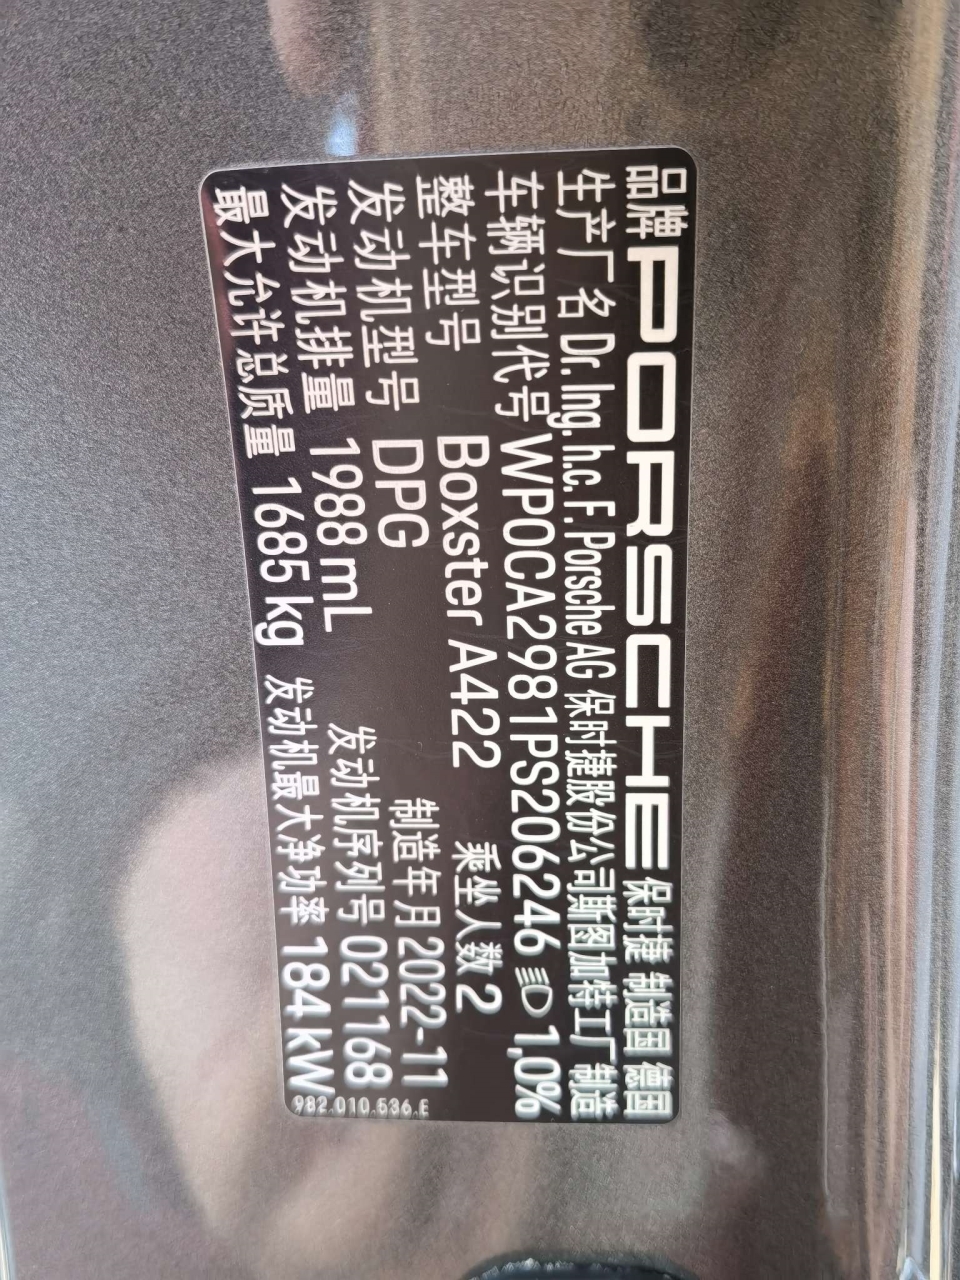 品牌 PORSCHE 保时捷 制造国 德国
生产厂名 Dr. Ing. h.c. F. Porsche AG 保时捷股份公司斯图加特工厂制造
车辆识别代号 WP0CA2981PS206246 1,0%
整车型号 Boxster A422 乘坐人数 2
发动机型号 DPG 制造年月 2022-11
发动机排量 1988 mL 发动机序列号 021168
最大允许总质量 1685 kg 发动机最大净功率 184 kW
982.010.536.E